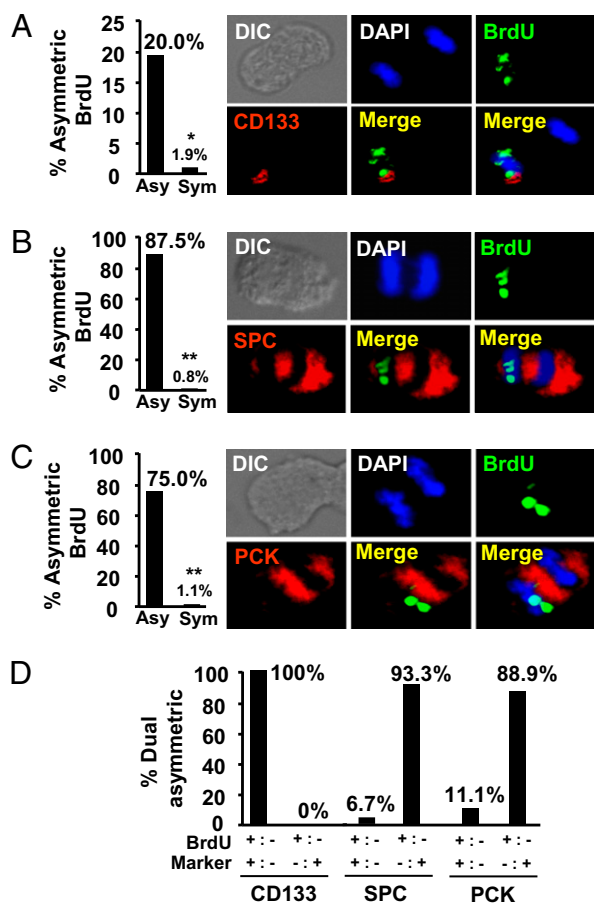 A
% Asymmetric
BrdU
25
20
15
10
5
0
20.0%
*
1.9%
Asy Sym
DIC
DAPI
BrdU
CD133
Merge
Merge
B
% Asymmetric
BrdU
100
80
60
40
20
0
87.5%
**
0.8%
Asy Sym
DIC
DAPI
BrdU
SPC
Merge
Merge
C
% Asymmetric
BrdU
100
80
60
40
20
0
75.0%
**
1.1%
Asy Sym
DIC
DAPI
BrdU
PCK
Merge
Merge
D
% Dual
asymmetric
100
80
60
40
20
0
100%
0%
6.7%
93.3%
11.1%
88.9%
BrdU + : - + : - + : - + : - + : - + : -
Marker + : - - : + + : - - : + + : - - : +
CD133 SPC PCK